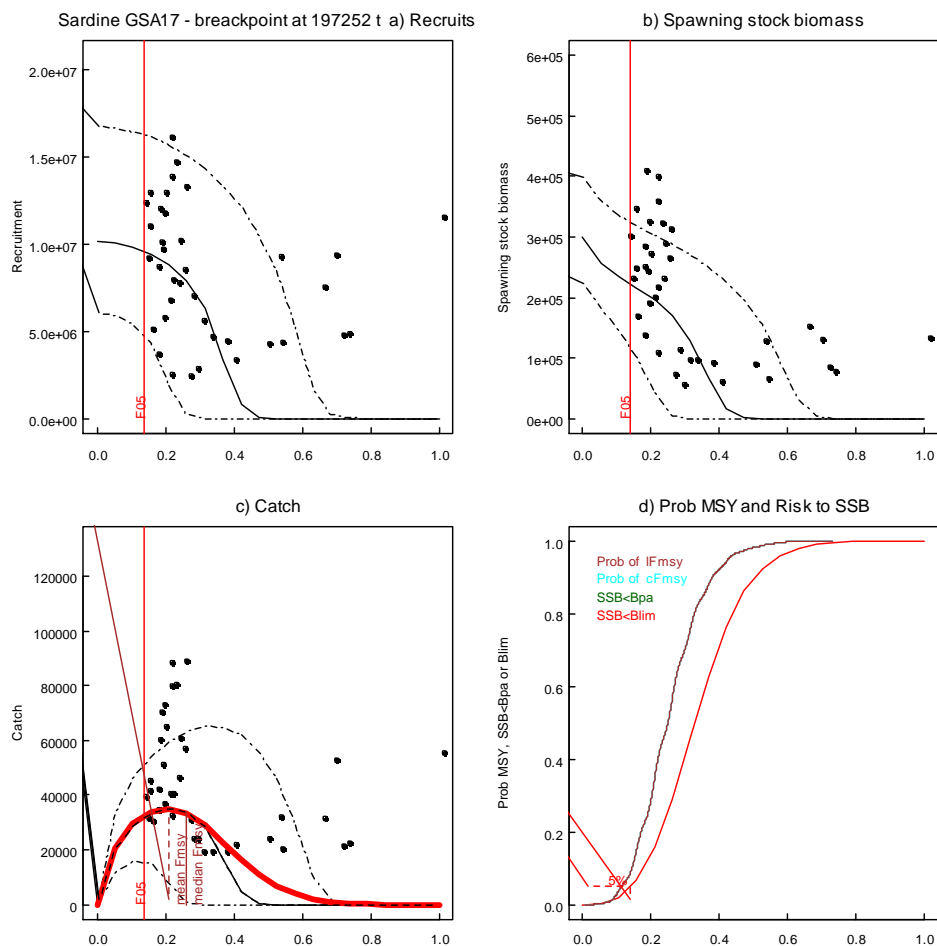 Sardine GSA17 - breackpoint at 197252 t a) Recruits
2.0e+07
1.5e+07
1.0e+07
5.0e+06
0.0e+00
Recruitment
F05
0.0 0.2 0.4 0.6 0.8 1.0
b) Spawning stock biomass
6e+05
5e+05
4e+05
3e+05
2e+05
1e+05
0e+00
Spawning stock biomass
F05
0.0 0.2 0.4 0.6 0.8 1.0
c) Catch
120000
100000
80000
60000
40000
20000
0
Catch
F05
mean Fmsy
median Fmsy
0.0 0.2 0.4 0.6 0.8 1.0
d) Prob MSY and Risk to SSB
1.0
0.8
0.6
0.4
0.2
0.0
Prob MSY, SSB<Bpa or Blim
Prob of lFmsy
Prob of cFmsy
SSB<Bpa
SSB<Blim
5%
0.0 0.2 0.4 0.6 0.8 1.0